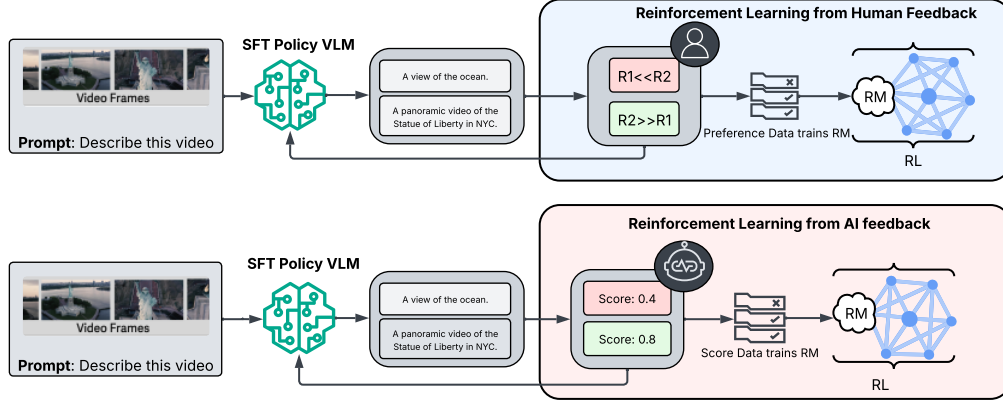 Reinforcement Learning from Human Feedback
SFT Policy VLM
Video Frames
Prompt: Describe this video
A view of the ocean.
A panoramic video of the
Statue of Liberty in NYC.
R1<<R2
R2>>R1
Preference Data trains RM
RM
RL
Reinforcement Learning from AI feedback
SFT Policy VLM
Video Frames
Prompt: Describe this video
A view of the ocean.
A panoramic video of the
Statue of Liberty in NYC.
Score: 0.4
Score: 0.8
Score Data trains RM
RM
RL